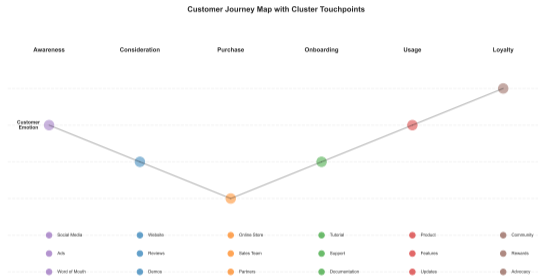 Customer Journey Map with Cluster Touchpoints
Awareness Consideration Purchase Onboarding Usage Loyalty
Customer
Emotion
Social Media Website Online Store Tutorial Product Community
Ads Reviews Sales Team Support Features Rewards
Word of Mouth Demos Partners Documentation Updates Advocacy